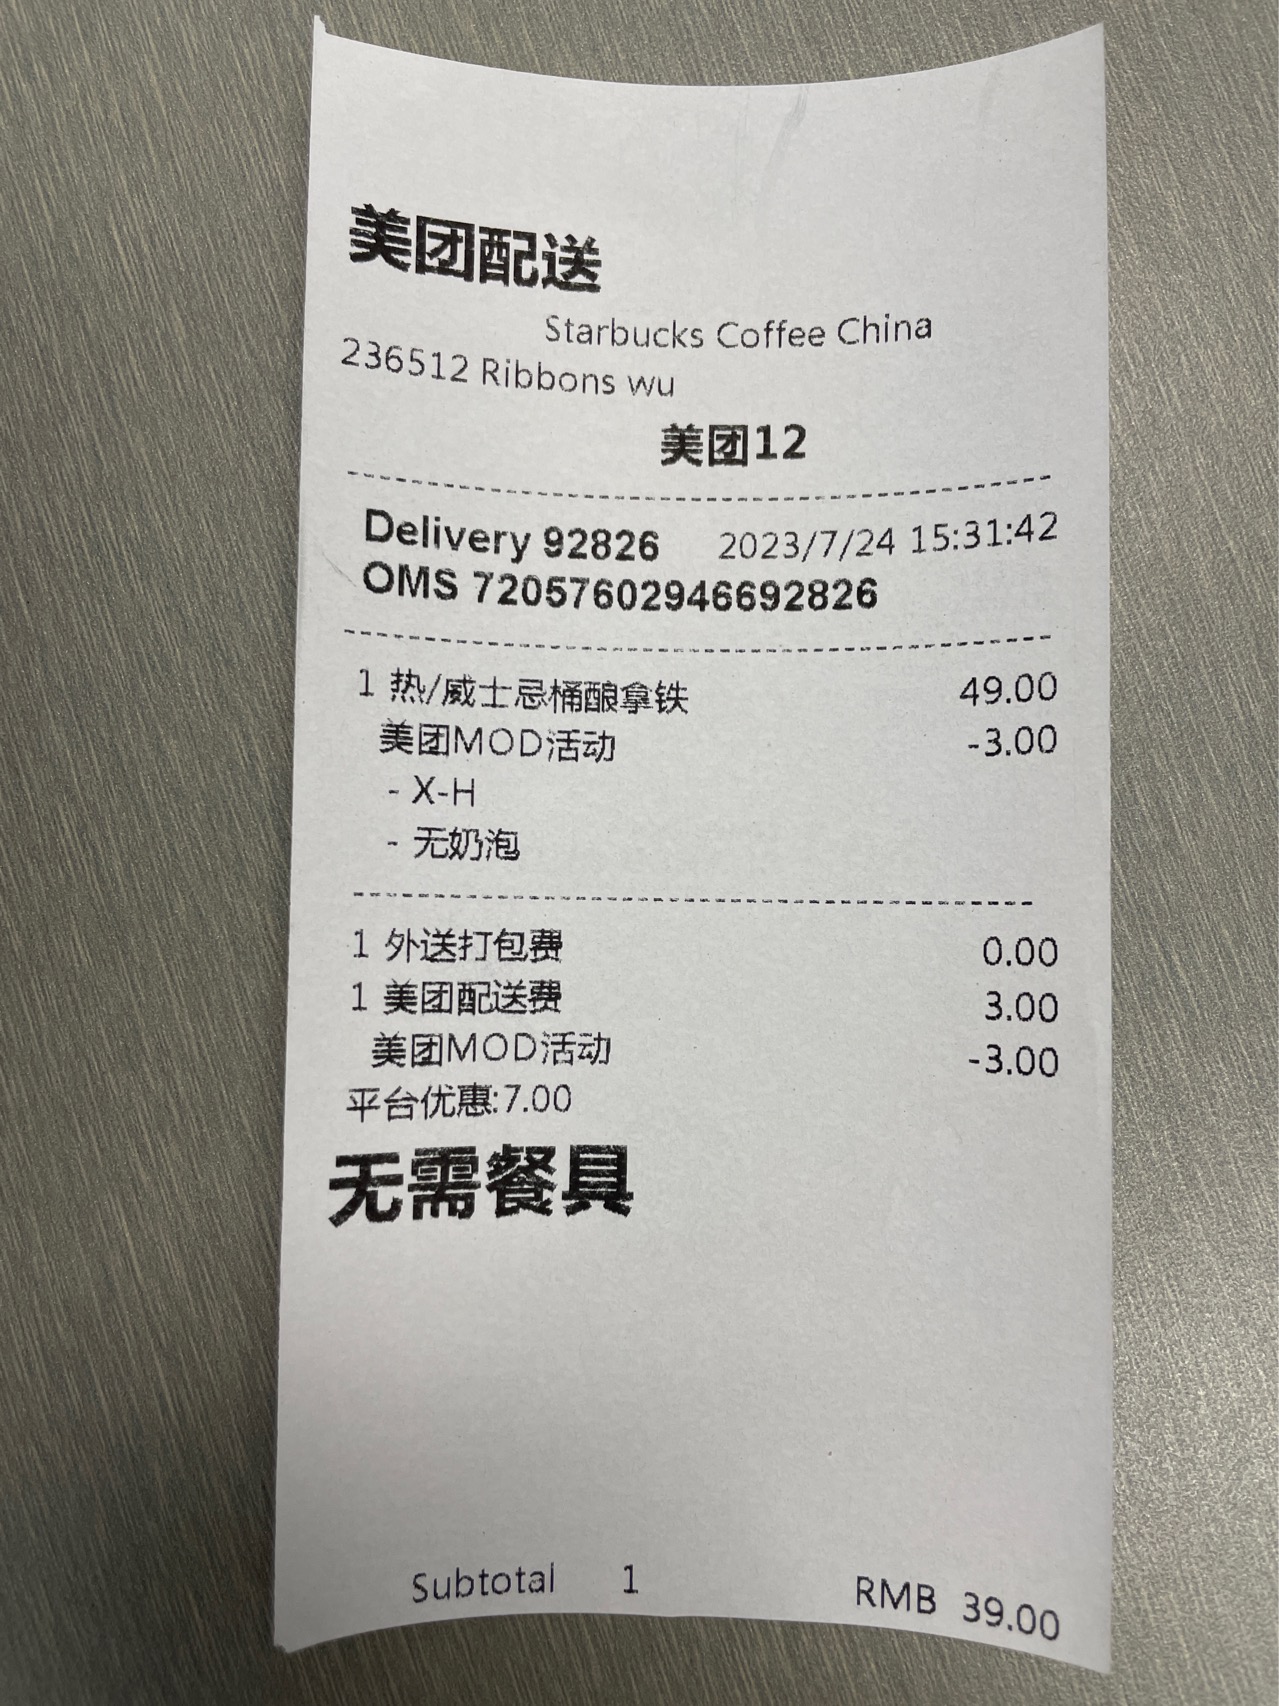 美团配送
Starbucks Coffee China
236512 Ribbons wu
美团12
Delivery 92826 2023/7/24 15:31:42
OMS 72057602946692826
1 热/威士忌桶酿拿铁 49.00
美团MOD活动 -3.00
- X-H
- 无奶泡
1 外送打包费 0.00
1 美团配送费 3.00
美团MOD活动 -3.00
平台优惠:7.00
无需餐具
Subtotal 1 RMB 39.00